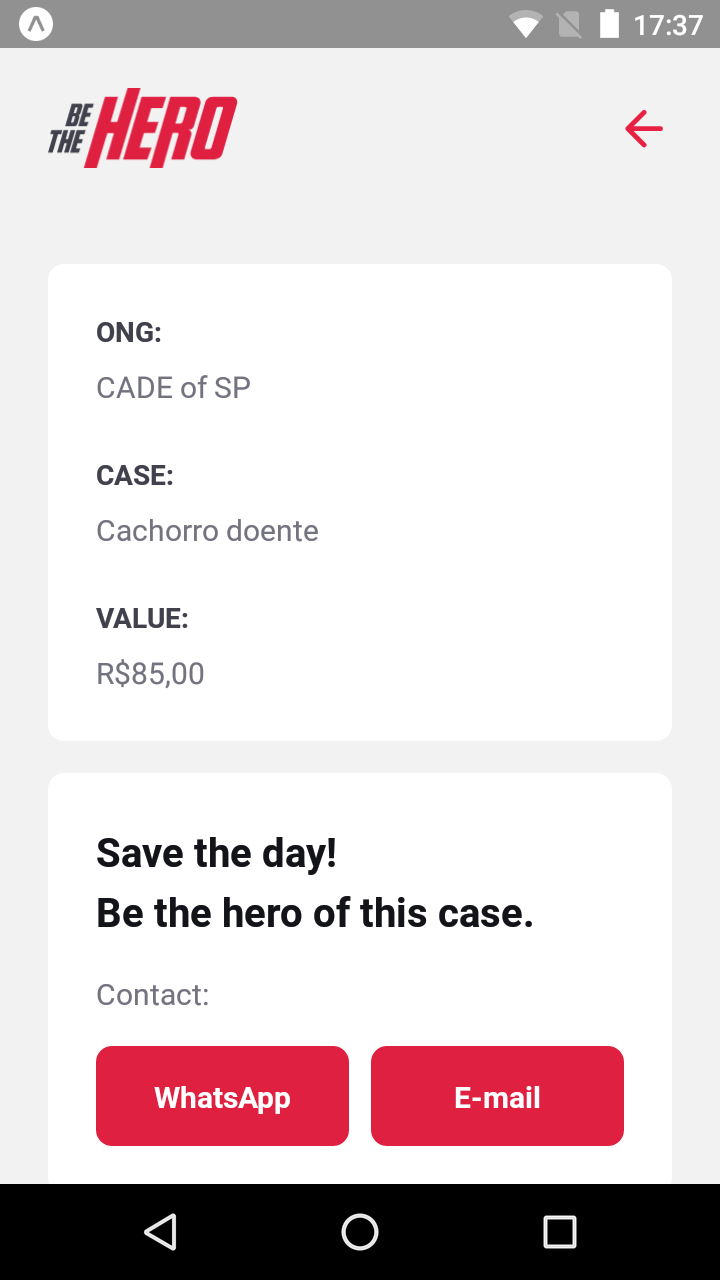 17:37
BE
THE HERO
ONG:
CADE of SP
CASE:
Cachorro doente
VALUE:
R$85,00
Save the day!
Be the hero of this case.
Contact:
WhatsApp E-mail